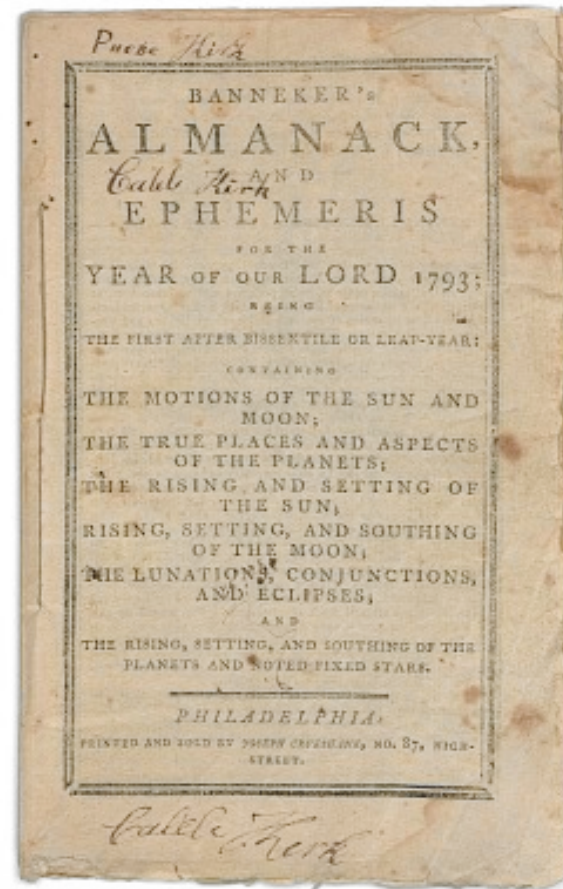 Phebe Kirk
BANNEKER's
ALMANACK,
AND
Caleb Kirk
EPHEMERIS
FOR THE
YEAR OF OUR LORD 1793;
BEING
THE FIRST AFTER BISSEXTILE OR LEAP-YEAR:
CONTAINING
THE MOTIONS OF THE SUN AND
MOON;
THE TRUE PLACES AND ASPECTS
OF THE PLANETS;
THE RISING AND SETTING OF
THE SUN;
RISING, SETTING, AND SOUTHING
OF THE MOON;
THE LUNATIONS, CONJUNCTIONS,
AND ECLIPSES;
AND
THE RISING, SETTING, AND SOUTHING OF THE
PLANETS AND NOTED FIXED STARS.
PHILADELPHIA:
PRINTED AND SOLD BY JOSEPH CRUKSHANK, NO. 87, HIGH-
STREET.
Caleb Kirk